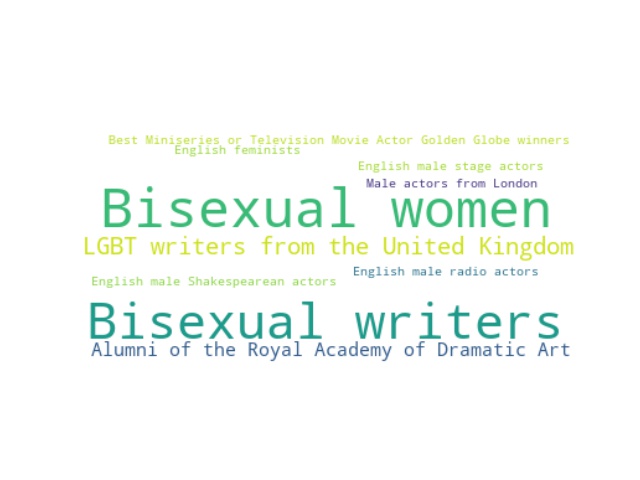 Best Miniseries or Television Movie Actor Golden Globe winners
English feminists
English male stage actors
Male actors from London
Bisexual women
LGBT writers from the United Kingdom
English male radio actors
English male Shakespearean actors
Bisexual writers
Alumni of the Royal Academy of Dramatic Art